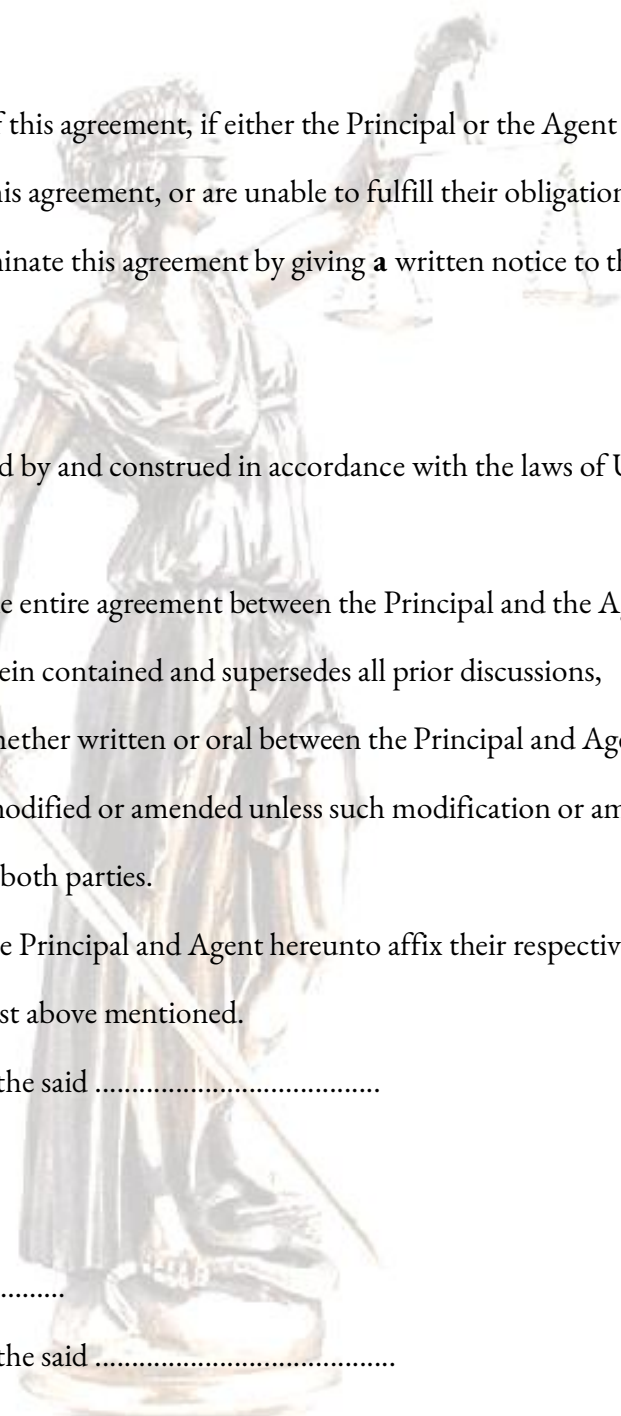 f this agreement, if either the Principal or the Agent
his agreement, or are unable to fulfill their obligation
ninate this agreement by giving a written notice to th
d by and construed in accordance with the laws of U
e entire agreement between the Principal and the Ag
ein contained and supersedes all prior discussions,
hether written or oral between the Principal and Age
nodified or amended unless such modification or am
both parties.
e Principal and Agent hereunto affix their respectiv
st above mentioned.
the said ......................................
.........
the said ........................................